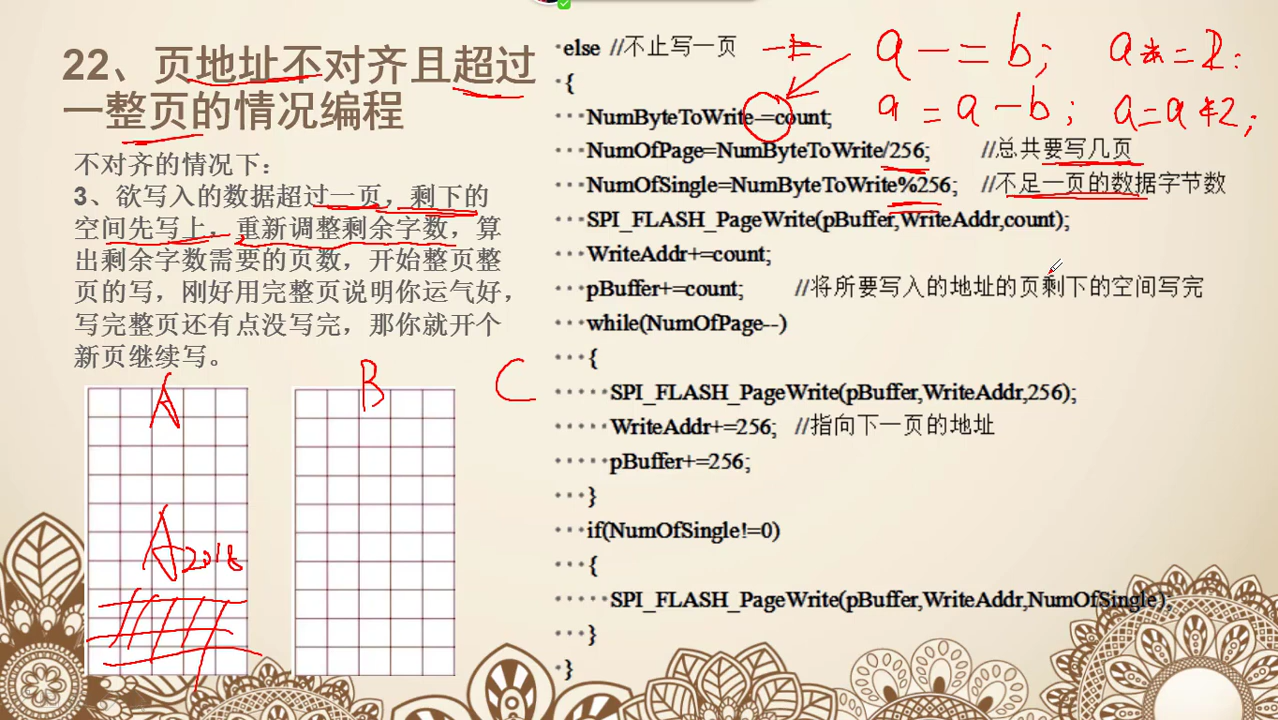 22、页地址不对齐且超过
一整页的情况编程
不对齐的情况下：
3、欲写入的数据超过一页，剩下的
空间先写上，重新调整剩余字数，算
出剩余字数需要的页数，开始整页整
页的写，刚好用完整页说明你运气好，
写完整页还有点没写完，那你就开个
新页继续写。
A
B
C
A2018
else //不止写一页
{
NumByteToWrite-=count;
NumOfPage=NumByteToWrite/256; //总共要写几页
NumOfSingle=NumByteToWrite%256; //不足一页的数据字节数
SPI_FLASH_PageWrite(pBuffer,WriteAddr,count);
WriteAddr+=count;
pBuffer+=count; //将所要写入的地址的页剩下的空间写完
while(NumOfPage--)
{
SPI_FLASH_PageWrite(pBuffer,WriteAddr,256);
WriteAddr+=256; //指向下一页的地址
pBuffer+=256;
}
if(NumOfSingle!=0)
{
SPI_FLASH_PageWrite(pBuffer,WriteAddr,NumOfSingle);
}
}
a-=b; a*=2;
a=a-b; a=a*2;